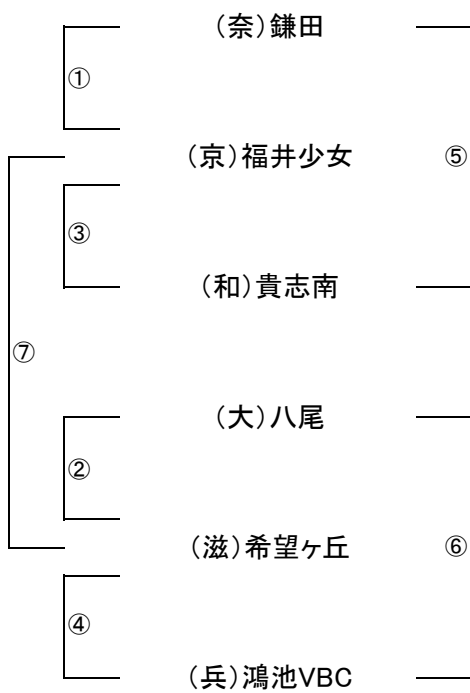 (奈)鎌田
①
(京)福井少女 ⑤
③
(和)貴志南
⑦
(大)八尾
②
(滋)希望ヶ丘 ⑥
④
(兵)鴻池VBC